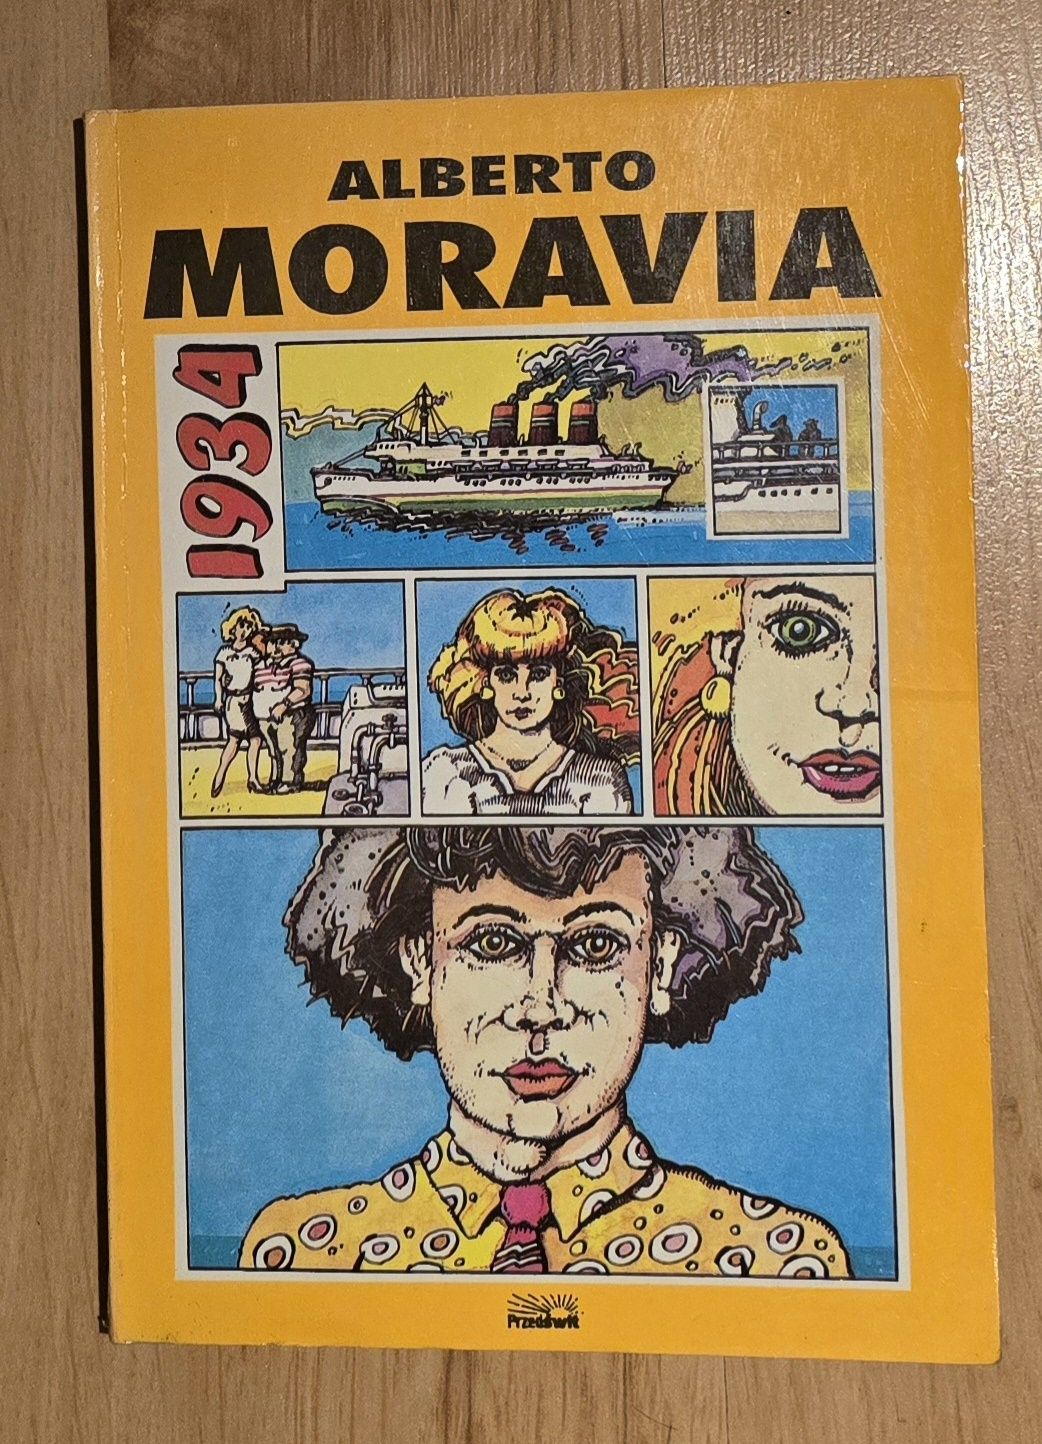 ALBERTO
MORAVIA
1934
Przedświt